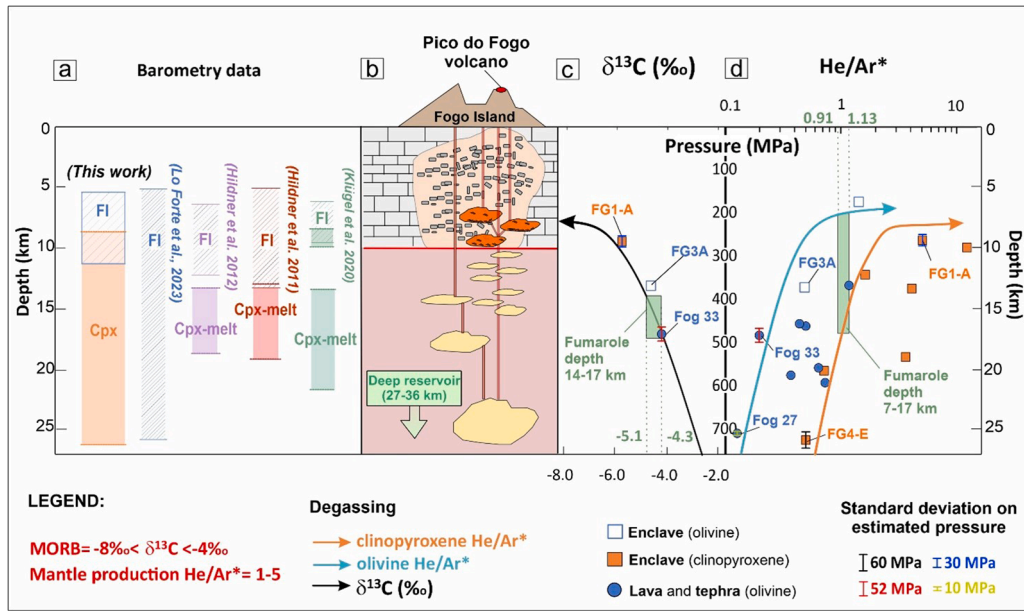 a
Barometry data
b
Pico do Fogo
volcano
Fogo Island
c
δ13C (‰)
d
He/Ar*
0.1
1
10
0.91
1.13
Pressure (MPa)
Depth (km)
0
5
10
15
20
25
(This work)
FI
Cpx
(Lo Forte et al., 2023)
FI
(Hildner et al., 2012)
FI
Cpx-melt
(Hildner et al., 2011)
FI
Cpx-melt
(Klügel et al. 2020)
FI
Cpx-melt
Deep reservoir
(27-36 km)
FG1-A
FG3A
Fog 33
Fumarole
depth
14-17 km
-5.1
-4.3
-8.0
-6.0
-4.0
-2.0
100
200
300
400
500
600
700
FG3A
FG1-A
Fog 33
Fumarole
depth
7-17 km
Fog 27
FG4-E
0
5
10
15
20
25
Depth (km)
LEGEND:
MORB= -8‰< δ13C <-4‰
Mantle production He/Ar*= 1-5
Degassing
clinopyroxene He/Ar*
olivine He/Ar*
δ13C (‰)
Enclave (olivine)
Enclave (clinopyroxene)
Lava and tephra (olivine)
Standard deviation on
estimated pressure
60 MPa
30 MPa
52 MPa
10 MPa